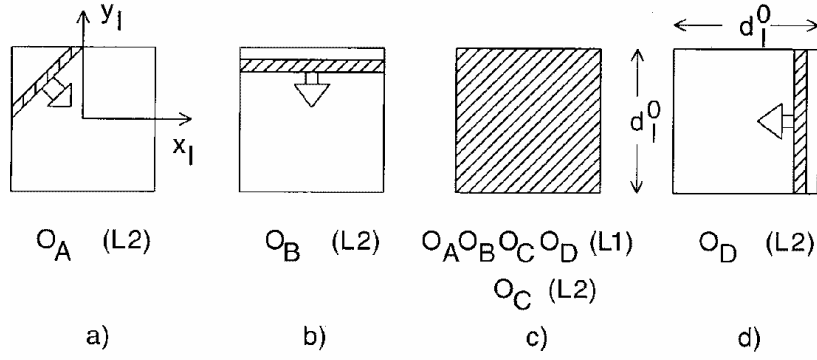 y_l
x_l
d_l^0
d_l^0
O_A (L2)
O_B (L2)
O_A O_B O_C O_D (L1)
O_C (L2)
O_D (L2)
a)
b)
c)
d)